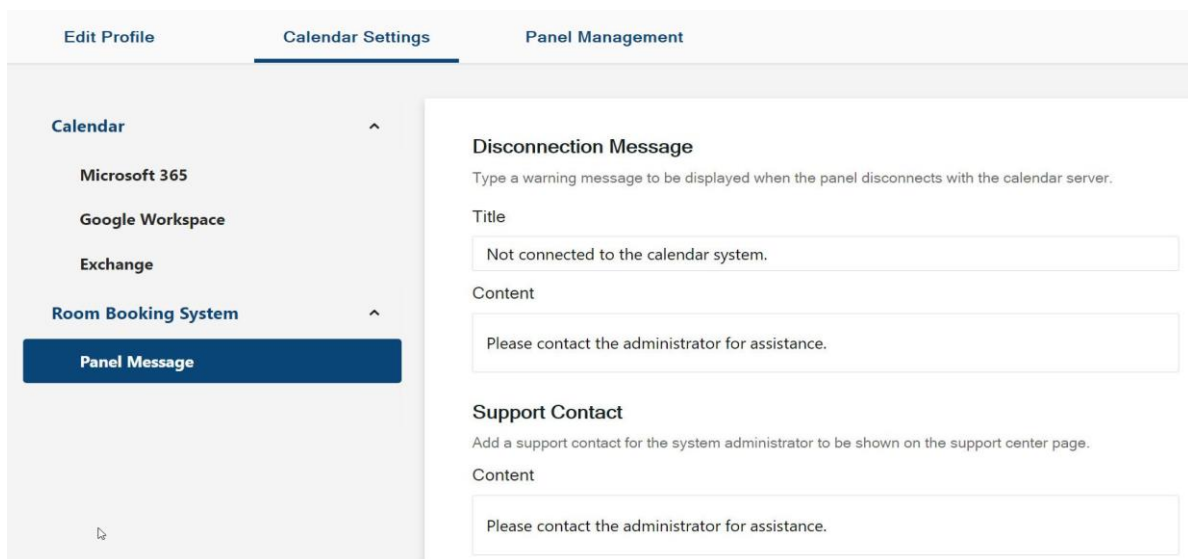 Edit Profile
Calendar Settings
Panel Management
Calendar
Microsoft 365
Google Workspace
Exchange
Room Booking System
Panel Message
Disconnection Message
Type a warning message to be displayed when the panel disconnects with the calendar server.
Title
Not connected to the calendar system.
Content
Please contact the administrator for assistance.
Support Contact
Add a support contact for the system administrator to be shown on the support center page.
Content
Please contact the administrator for assistance.